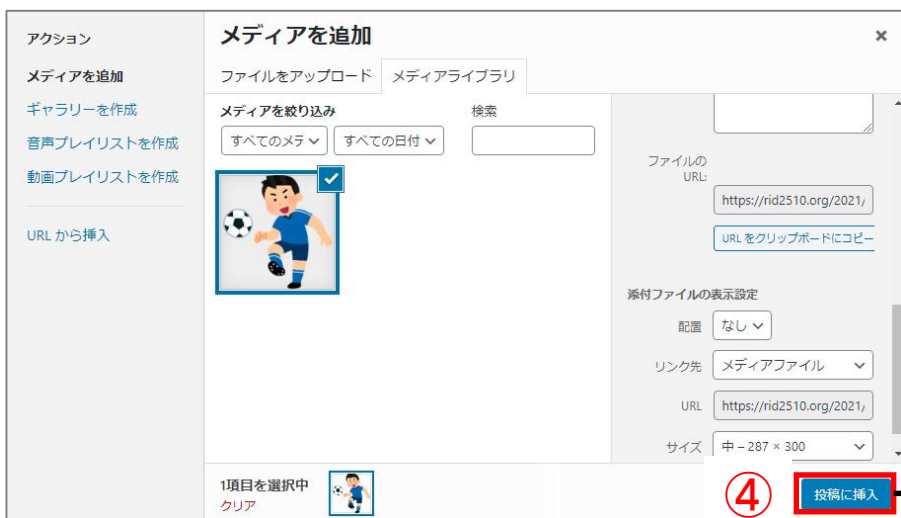 アクション
メディアを追加
ギャラリーを作成
音声プレイリストを作成
動画プレイリストを作成
URL から挿入
メディアを追加
×
ファイルをアップロード
メディアライブラリ
メディアを絞り込み
検索
すべてのメテ
すべての日付
ファイルの
URL:
https://rid2510.org/2021/
URL をクリップボードにコピー
添付ファイルの表示設定
配置
なし
リンク先
メディアファイル
URL
https://rid2510.org/2021/
サイズ
中 – 287 × 300
1項目を選択中
クリア
④
投稿に挿入